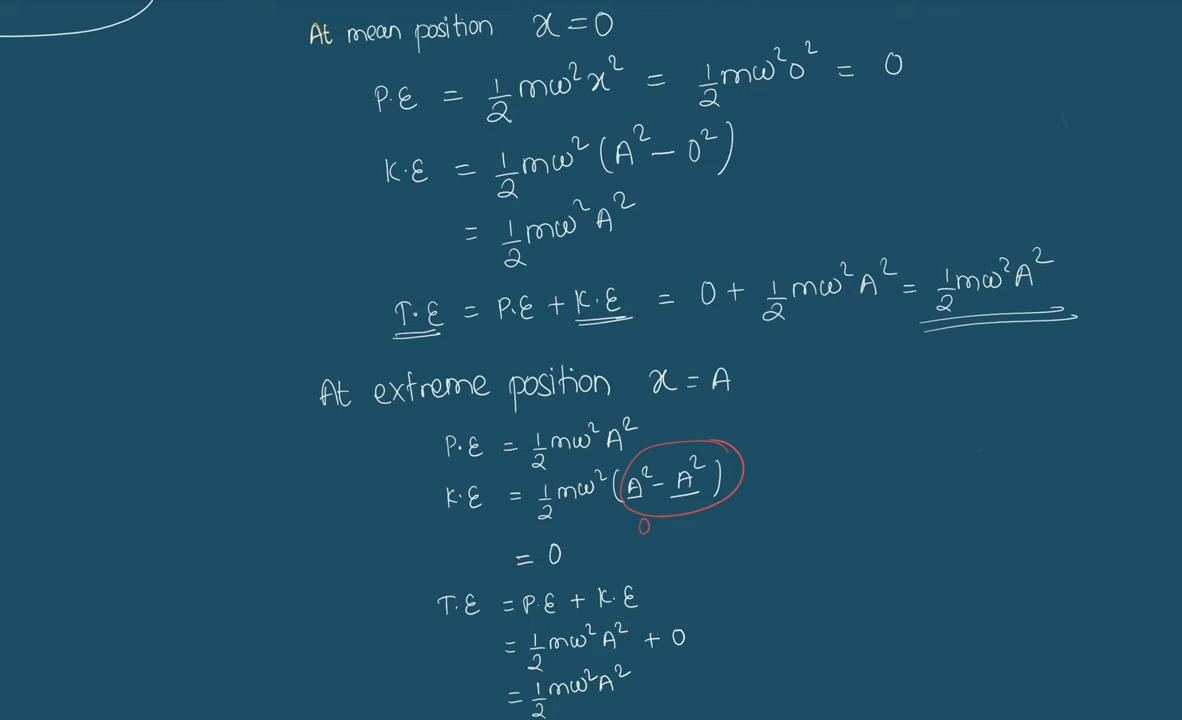 At mean position x = 0
P.E = 1/2 mω²x² = 1/2 mω²0² = 0
K.E = 1/2 mω² (A² – 0²)
= 1/2 mω²A²
T.E = P.E + K.E = 0 + 1/2 mω²A² = 1/2 mω²A²
At extreme position x = A
P.E = 1/2 mω²A²
K.E = 1/2 mω² (A² – A²)
0
= 0
T.E = P.E + K.E
= 1/2 mω²A² + 0
= 1/2 mω²A²